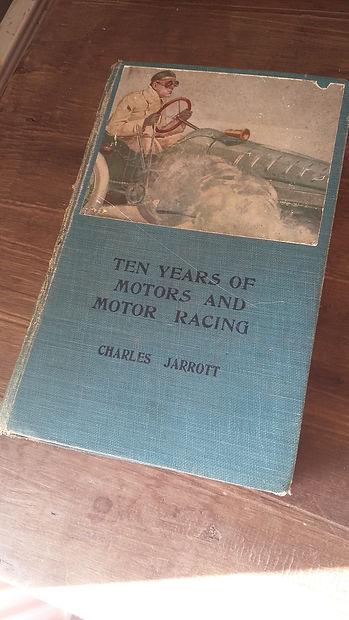 TEN YEARS OF
MOTORS AND
MOTOR RACING
CHARLES JARROTT